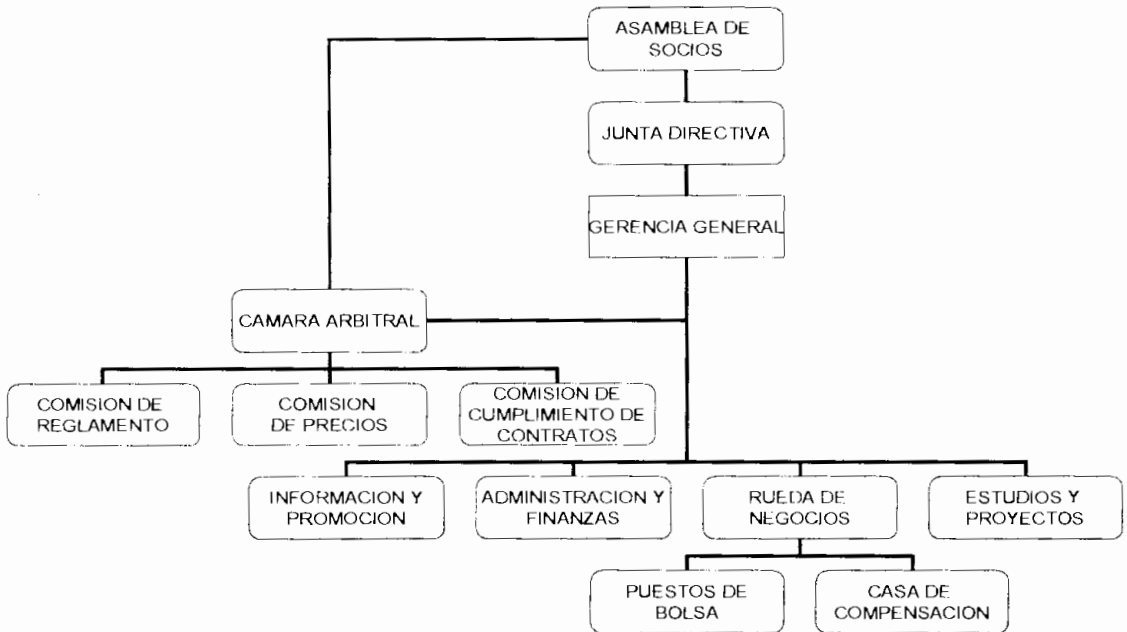 ASAMBLEA DE
SOCIOS
JUNTA DIRECTIVA
GERENCIA GENERAL
CAMARA ARBITRAL
COMISION DE
REGLAMENTO
COMISION
DE PRECIOS
COMISION DE
CUMPLIMIENTO DE
CONTRATOS
INFORMACION Y
PROMOCION
ADMINISTRACION Y
FINANZAS
RUEDA DE
NEGOCIOS
ESTUDIOS Y
PROYECTOS
PUESTOS DE
BOLSA
CASA DE
COMPENSACION